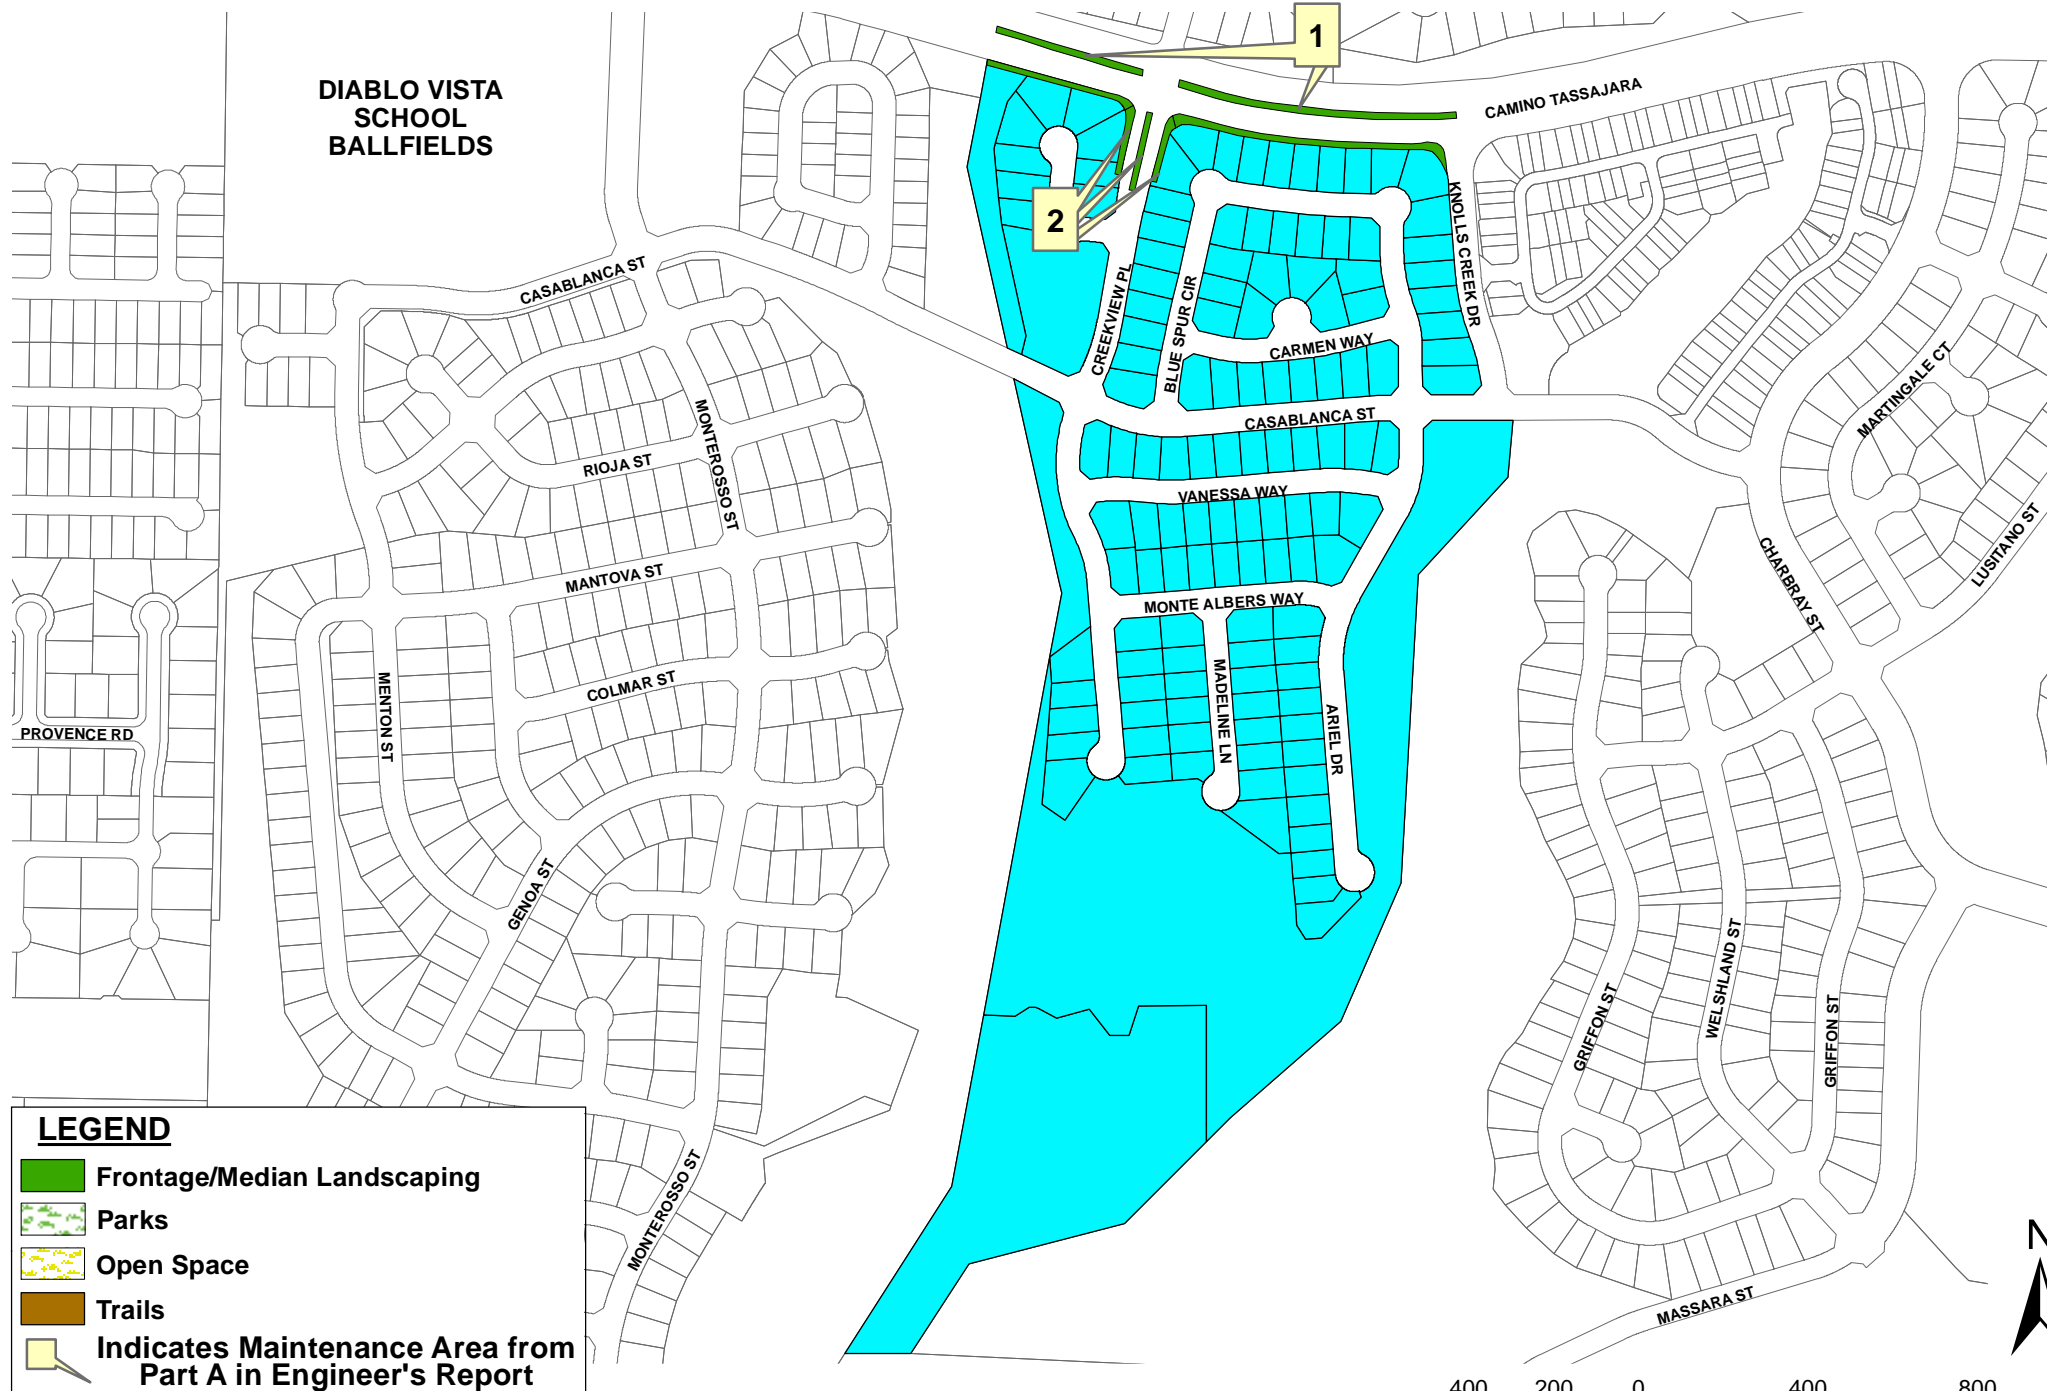 1
DIABLO VISTA
SCHOOL
BALLFIELDS
CAMINO TASSAJARA
2
KNOLLS CREEK DR
CASABLANCA ST
CREEKVIEW PL
BLUE SPUR CIR
CARMEN WAY
MARTINGALE CT
MONTEROSSO ST
CASABLANCA ST
RIOJA ST
VANESSA WAY
LUSITANO ST
CHARBRAY ST
MANTOVA ST
MONTE ALBERS WAY
MENTON ST
COLMAR ST
MADELINE LN
ARIEL DR
PROVENCE RD
GENOA ST
WELSHLAND ST
GRIFFON ST
GRIFFON ST
MONTEROSSO ST
MASSARA ST
N
LEGEND
Frontage/Median Landscaping
Parks
Open Space
Trails
Indicates Maintenance Area from
Part A in Engineer's Report
400 200 0 400 800